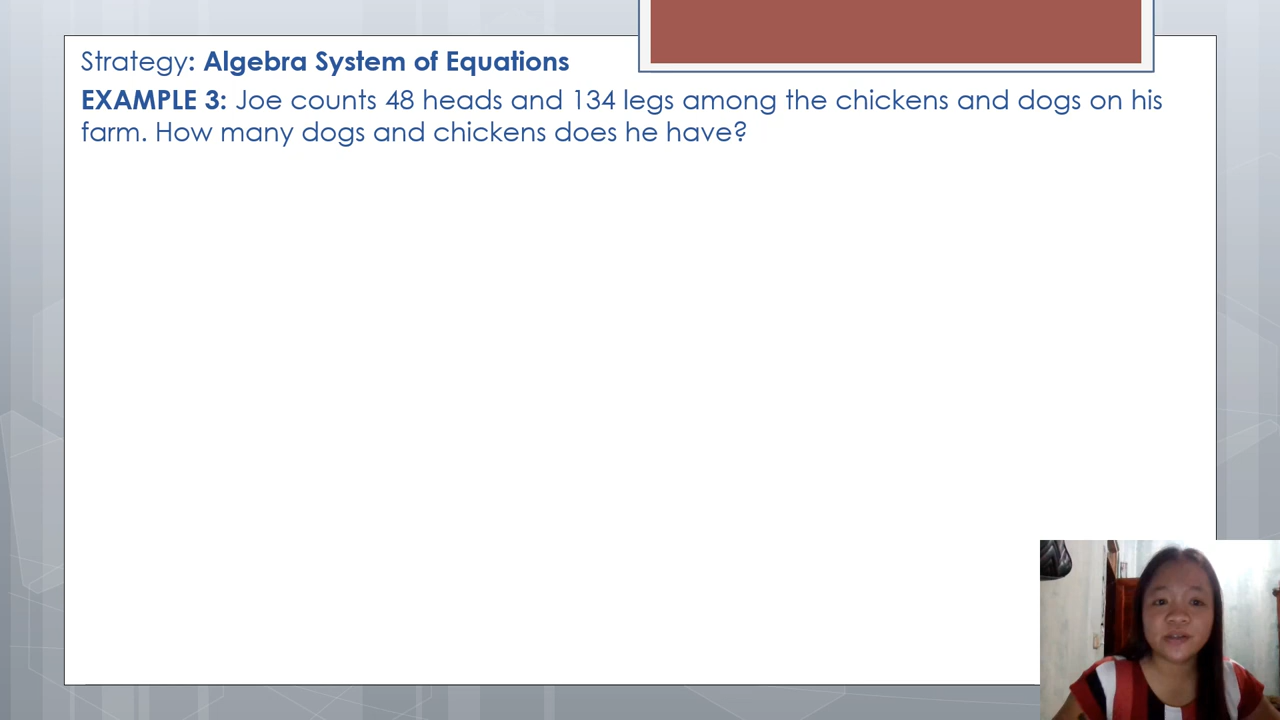 Strategy: Algebra System of Equations
EXAMPLE 3: Joe counts 48 heads and 134 legs among the chickens and dogs on his
farm. How many dogs and chickens does he have?